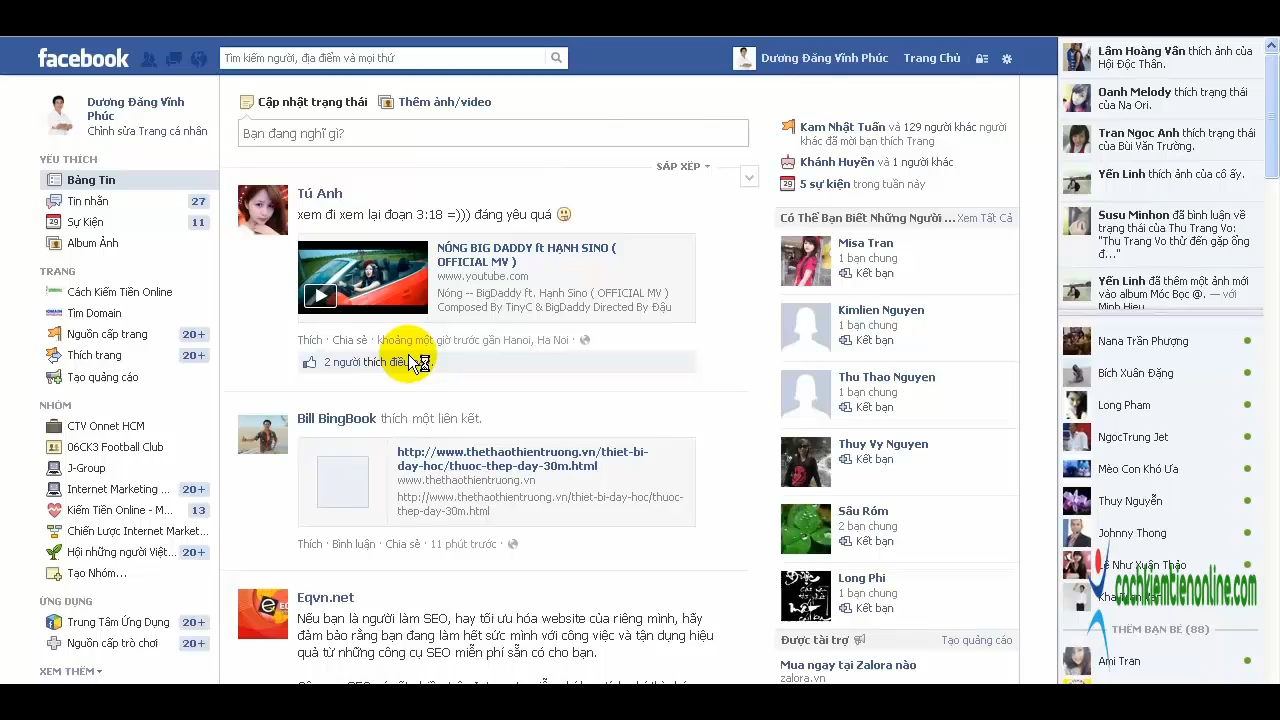 facebook
Tìm kiếm người, địa điểm và mọi thứ
Dương Đăng Vĩnh Phúc
Trang Chủ
Dương Đăng Vĩnh
Phúc
Chỉnh sửa Trang cá nhân
YÊU THÍCH
Bảng Tin
Tin nhắn 27
Sự Kiện 11
Album Ảnh
TRANG
Cách Kiếm Tiền Online
Tim Domain
Nguồn cấp trang 20+
Thích trang 20+
Tạo quảng cáo
NHÓM
CTV Onnet HCM
06CK3 Football Club
J-Group
Internet Marketing ... 20+
Kiếm Tiền Online - M... 13
Chiến Lược Internet Market...
Hội những người Việt... 20+
Tạo Nhóm...
ỨNG DỤNG
Trung Tâm Ứng Dụng 20+
Nguồn cấp trò chơi 20+
XEM THÊM
Cập nhật trạng thái
Thêm ảnh/video
Bạn đang nghĩ gì?
SẮP XẾP
Tú Anh
xem đi xem lại đoạn 3:18 =))) đáng yêu quá
NÓNG BIG DADDY ft HẠNH SINO (
OFFICIAL MV )
www.youtube.com
Nóng -- BigDaddy ft. Hạnh Sino ( OFFICIAL MV )
Composer : TinyC & BigDaddy Directed By Đậu
Thích · Chia sẻ · khoảng một giờ trước gần Hanoi, Ha Noi
2 người thích điều
Bill BingBook thích một liên kết.
http://www.thethaothientruong.vn/thiet-bi-
day-hoc/thuoc-thep-day-30m.html
www.thethaothientruong.vn
http://www.thethaothientruong.vn/thiet-bi-day-hoc/thuoc-
thep-day-30m.html
Thích · Bình luận · Chia sẻ · 11 phút trước
Eqvn.net
Nếu bạn là người làm SEO, hay tối ưu hóa website của riêng mình, hãy
đảm bảo rằng bạn đang làm hết sức mình với công việc và tận dụng hiệu
quả từ những công cụ SEO miễn phí sẵn có cho bạn.
Kam Nhật Tuấn và 129 người khác người
khác đã mời bạn thích Trang
Khánh Huyền và 1 người khác
5 sự kiện trong tuần này
Có Thể Bạn Biết Những Người ... Xem Tất Cả
Misa Tran
1 bạn chung
Kết bạn
Kimlien Nguyen
1 bạn chung
Kết bạn
Thu Thao Nguyen
1 bạn chung
Kết bạn
Thuy Vy Nguyen
Kết bạn
Sâu Róm
2 bạn chung
Kết bạn
Long Phi
1 bạn chung
Kết bạn
Được tài trợ Tạo quảng cáo
Mua ngay tại Zalora nào
zalora.vn
Lâm Hoàng Vân thích ảnh của
Hội Độc Thân.
Oanh Melody thích trạng thái
của Na Ori.
Tran Ngoc Anh thích trạng thái
của Bùi Văn Trưởng.
Yến Linh thích ảnh của cô ấy.
Susu Minhon đã bình luận về
trạng thái của Thu Trang Vo.
"Thu Trang Vo thử đến gặp ông
đ..."
Yến Linh đã thêm một ảnh mới
vào album Móc Bọc @. — với
Nana Trần Phượng
Bích Xuân Đặng
Long Pham
NgocTrung Jet
Mèo Con Khó Ưa
Thuy Nguyễn
Johnny Thong
Lê Như Xuân Thảo
cachkiemtienonline.com
THÊM BẠN BÈ (88)
Ami Tran